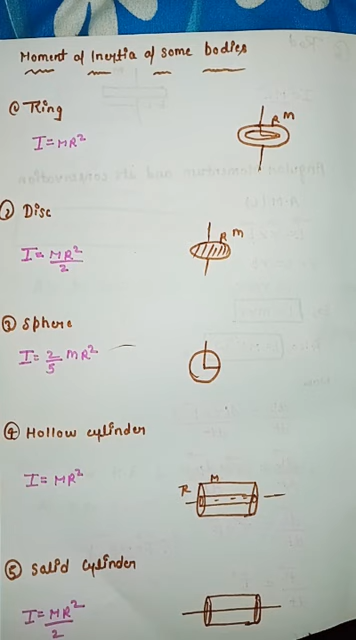 Moment of Inertia of some bodies
① Ring
I = MR²
R M
② Disc
I = MR²/2
R M
③ Sphere
I = 2/5 MR²
④ Hollow cylinder
I = MR²
R M
⑤ Solid cylinder
I = MR²/2